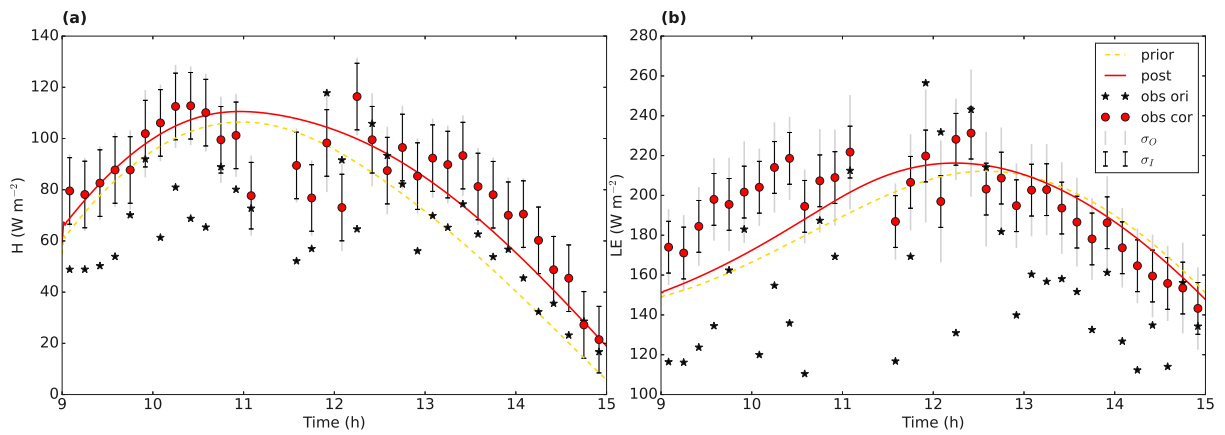 (a)
140
120
100
80
60
40
20
0
H (W m⁻²)
9 10 11 12 13 14 15
Time (h)
(b)
280
260
240
220
200
180
160
140
120
100
LE (W m⁻²)
9 10 11 12 13 14 15
Time (h)
prior
post
obs ori
obs cor
σ_O
σ_I